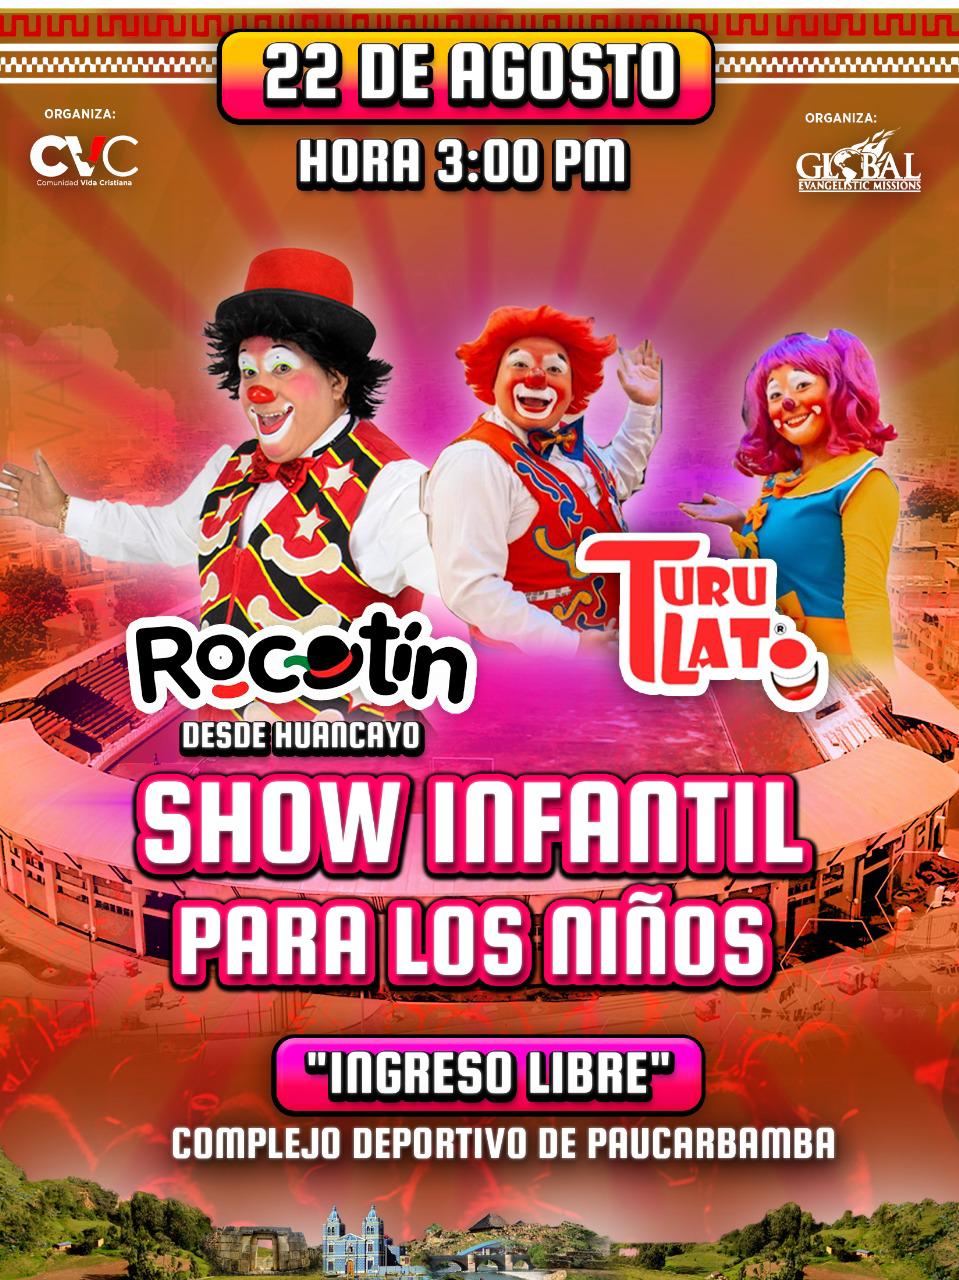 22 DE AGOSTO
HORA 3:00 PM
ORGANIZA:
CVC
Comunidad Vida Cristiana
ORGANIZA:
GLOBAL
EVANGELISTIC MISSIONS
Rocotín
DESDE HUANCAYO
TURU
LATO®
SHOW INFANTIL
PARA LOS NIÑOS
"INGRESO LIBRE"
COMPLEJO DEPORTIVO DE PAUCARBAMBA